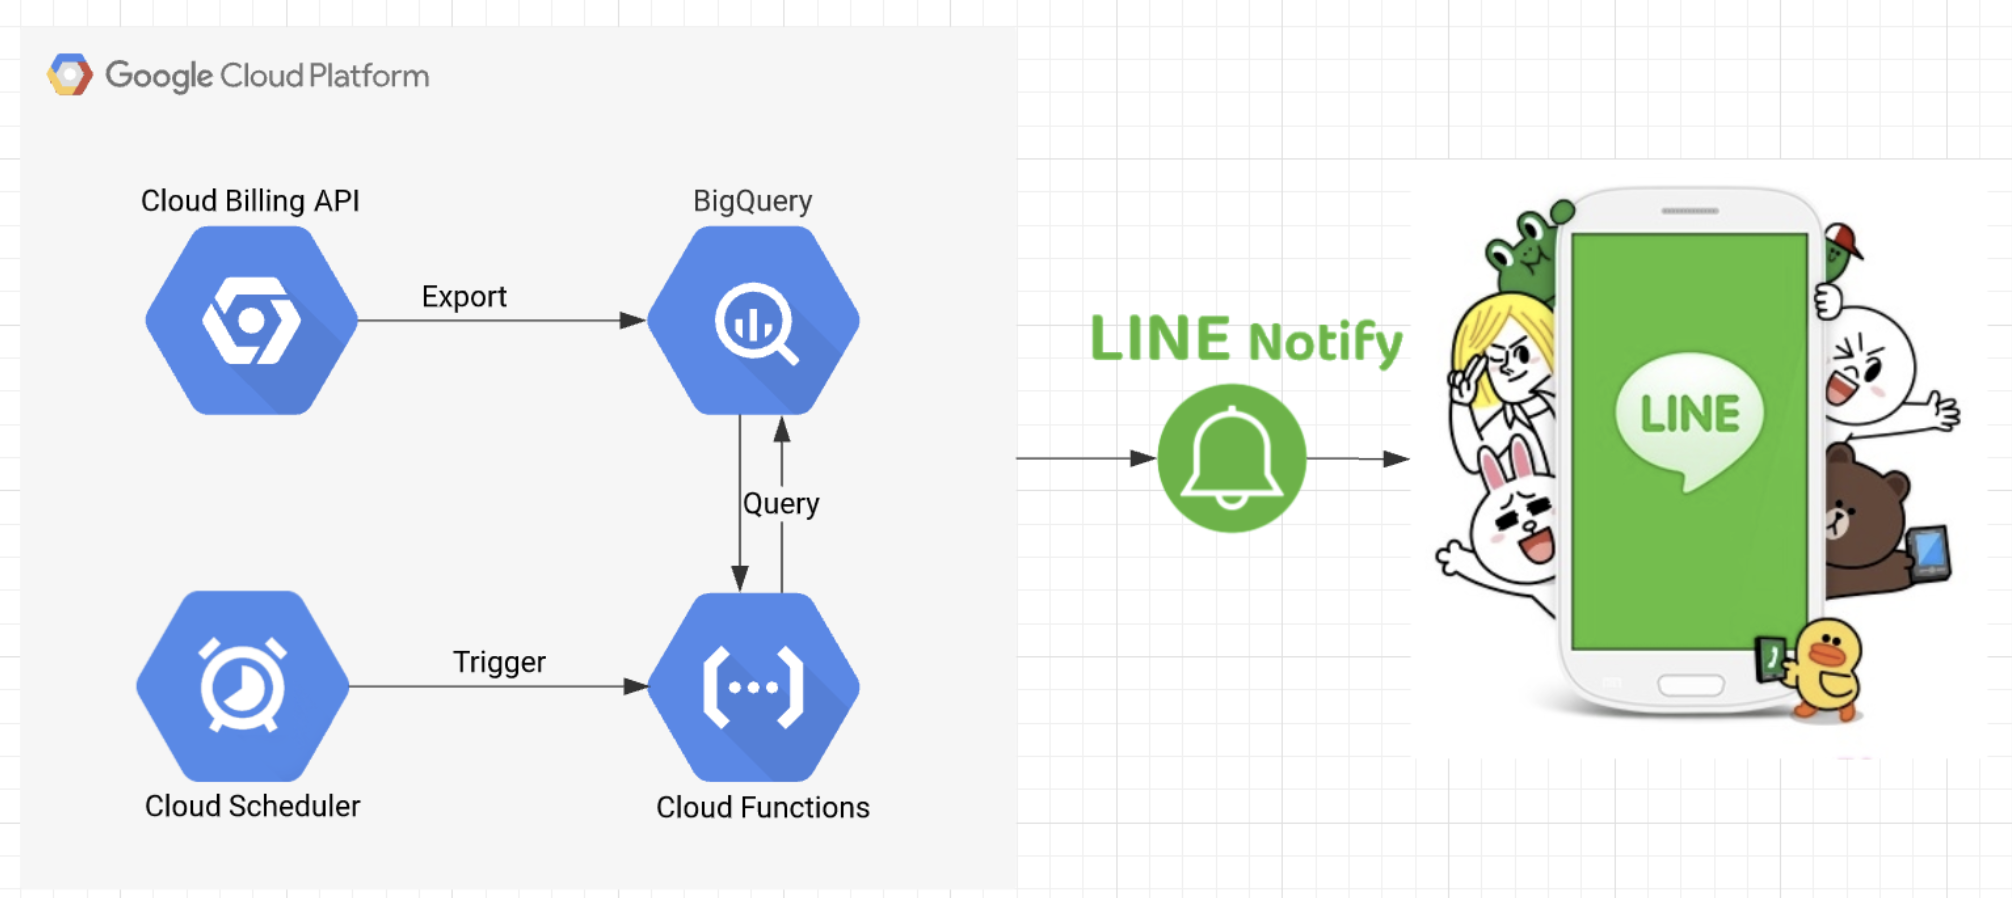 Google Cloud Platform
Cloud Billing API
BigQuery
Export
LINE Notify
LINE
Query
Trigger
Cloud Scheduler
Cloud Functions